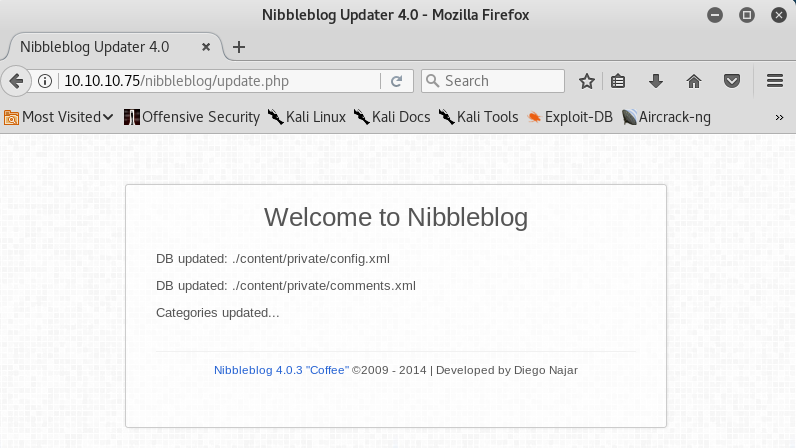 Nibbleblog Updater 4.0 - Mozilla Firefox
Nibbleblog Updater 4.0
10.10.10.75/nibbleblog/update.php
Search
Most Visited
Offensive Security
Kali Linux
Kali Docs
Kali Tools
Exploit-DB
Aircrack-ng
Welcome to Nibbleblog
DB updated: ./content/private/config.xml
DB updated: ./content/private/comments.xml
Categories updated...
Nibbleblog 4.0.3 "Coffee" ©2009 - 2014 | Developed by Diego Najar